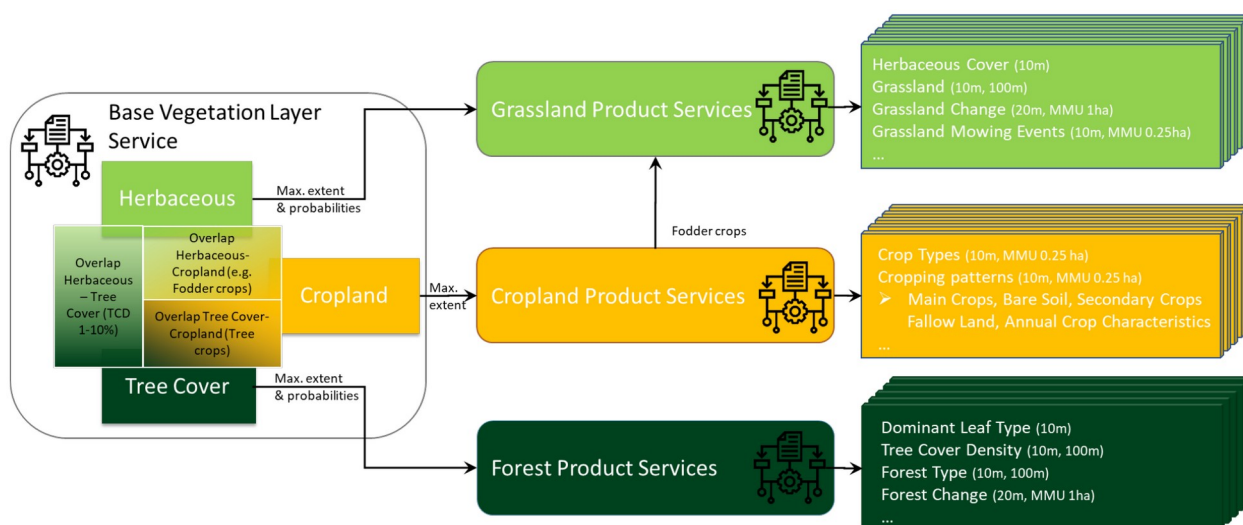 Base Vegetation Layer
Service
Herbaceous
Overlap
Herbaceous
– Tree
Cover (TCD
1-10%)
Overlap
Herbaceous-
Cropland (e.g.
Fodder crops)
Overlap Tree Cover-
Cropland (Tree
crops)
Cropland
Tree Cover
Max. extent
& probabilities
Max.
extent
Max. extent
& probabilities
Grassland Product Services
Fodder crops
Cropland Product Services
Forest Product Services
Herbaceous Cover (10m)
Grassland (10m, 100m)
Grassland Change (20m, MMU 1ha)
Grassland Mowing Events (10m, MMU 0.25ha)
...
Crop Types (10m, MMU 0.25 ha)
Cropping patterns (10m, MMU 0.25 ha)
➢ Main Crops, Bare Soil, Secondary Crops
Fallow Land, Annual Crop Characteristics
...
Dominant Leaf Type (10m)
Tree Cover Density (10m, 100m)
Forest Type (10m, 100m)
Forest Change (20m, MMU 1ha)
...